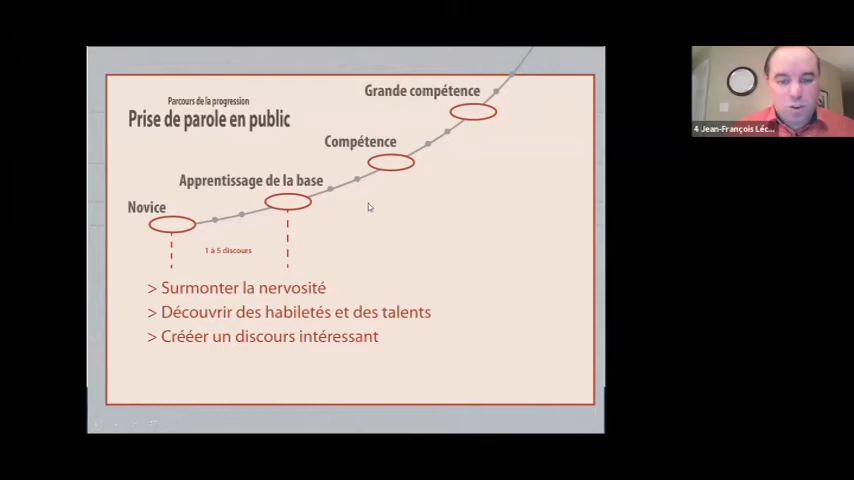 Parcours de la progression
Prise de parole en public
Grande compétence
Compétence
Apprentissage de la base
Novice
1 à 5 discours
> Surmonter la nervosité
> Découvrir des habiletés et des talents
> Crééer un discours intéressant
4 Jean-François Léc...